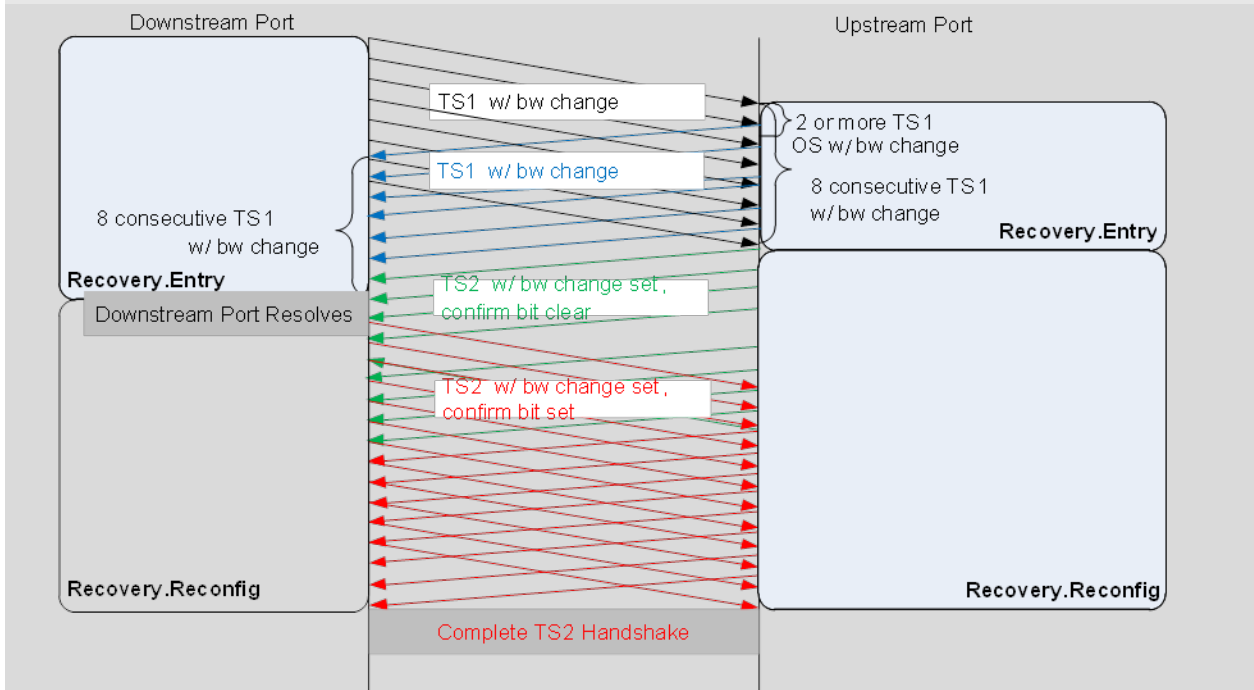 Downstream Port
Upstream Port
TS1 w/ bw change
2 or more TS1
OS w/ bw change
TS1 w/ bw change
8 consecutive TS1
w/ bw change
8 consecutive TS1
w/ bw change
Recovery.Entry
Recovery.Entry
TS2 w/ bw change set ,
confirm bit clear
Downstream Port Resolves
TS2 w/ bw change set ,
confirm bit set
Recovery.Reconfig
Recovery.Reconfig
Complete TS2 Handshake